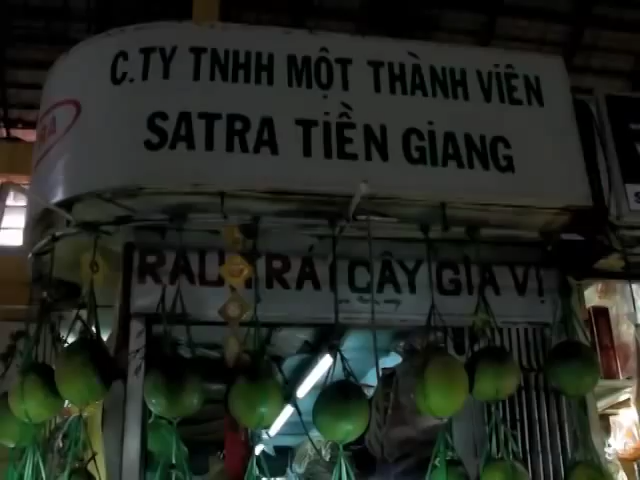 C.TY TNHH MỘT THÀNH VIÊN
SATRA TIỀN GIANG
RAU TRÁI CÂY GIA VỊ